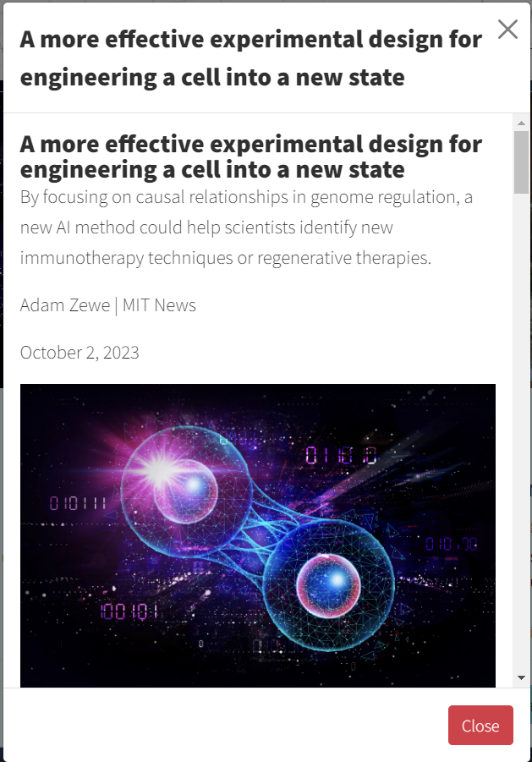 A more effective experimental design for
engineering a cell into a new state
A more effective experimental design for
engineering a cell into a new state
By focusing on causal relationships in genome regulation, a
new AI method could help scientists identify new
immunotherapy techniques or regenerative therapies.
Adam Zewe | MIT News
October 2, 2023
011010
010111
100101
Close